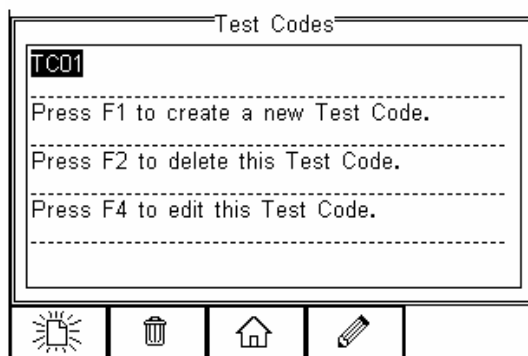 Test Codes
TC01
Press F1 to create a new Test Code.
Press F2 to delete this Test Code.
Press F4 to edit this Test Code.